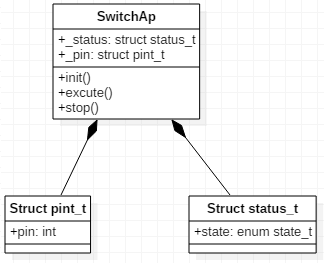 SwitchAp
+_status: struct status_t
+_pin: struct pint_t
+init()
+excute()
+stop()
Struct pint_t
+pin: int
Struct status_t
+state: enum state_t